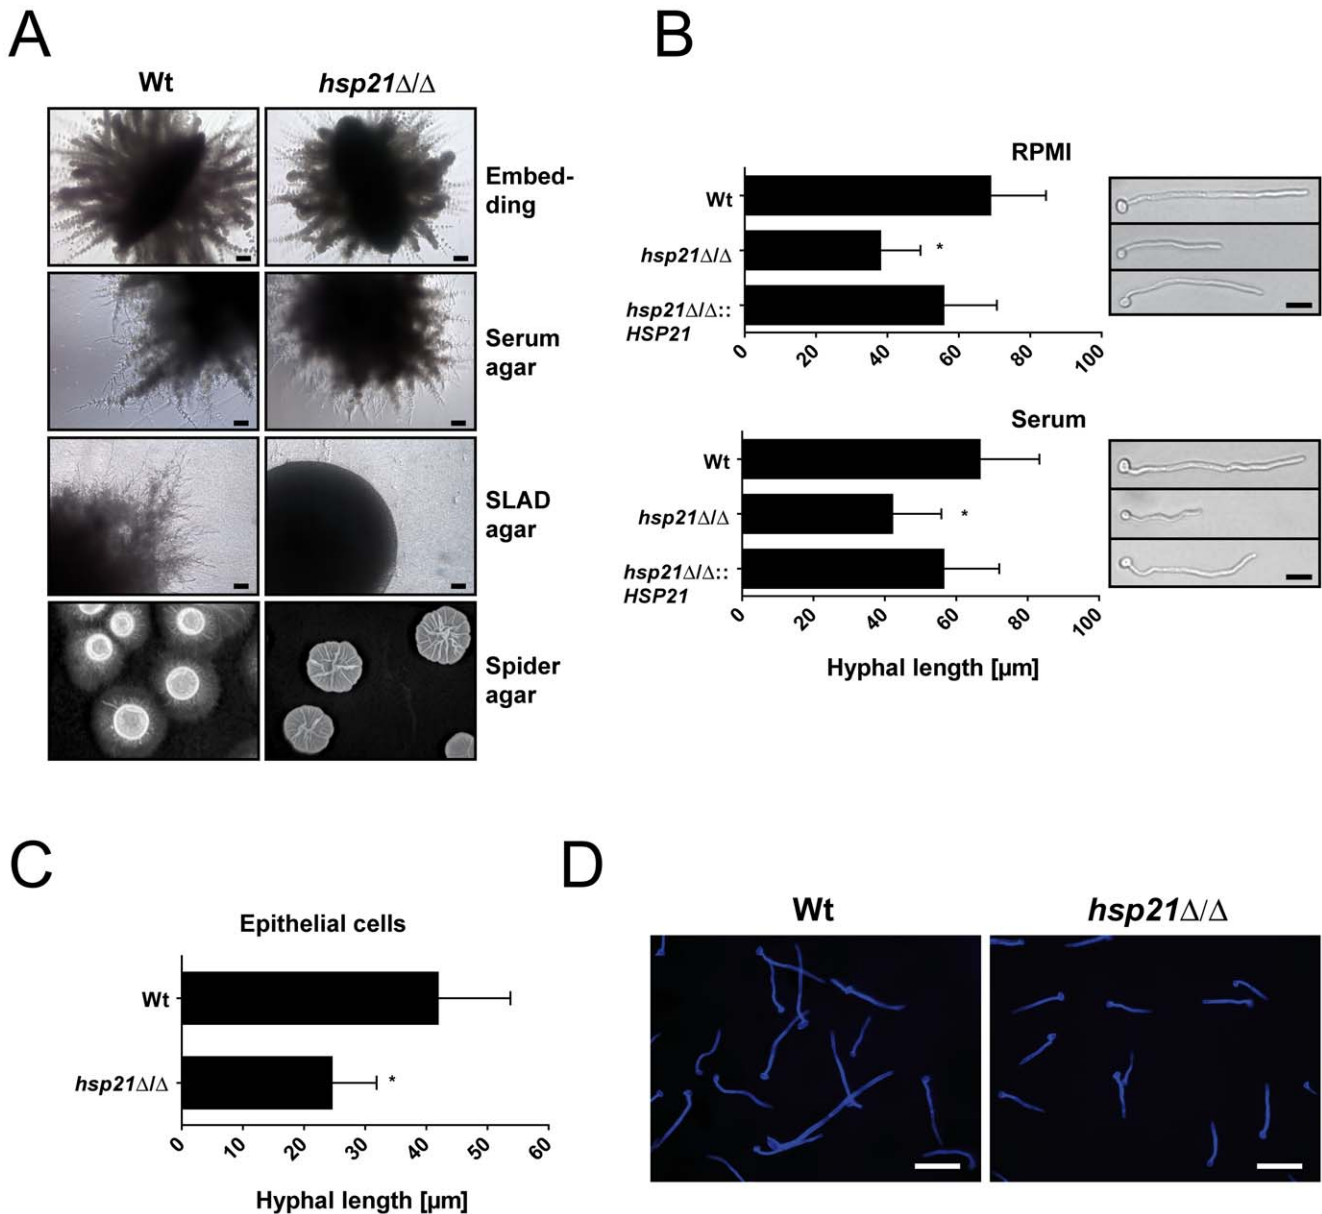 A
Wt
hsp21Δ/Δ
Embed-
ding
Serum
agar
SLAD
agar
Spider
agar
B
RPMI
Wt
hsp21Δ/Δ
*
hsp21Δ/Δ::
HSP21
0
20
40
60
80
100
Serum
Wt
hsp21Δ/Δ
*
hsp21Δ/Δ::
HSP21
0
20
40
60
80
100
Hyphal length [µm]
C
Epithelial cells
Wt
hsp21Δ/Δ
*
0
10
20
30
40
50
60
Hyphal length [µm]
D
Wt
hsp21Δ/Δ